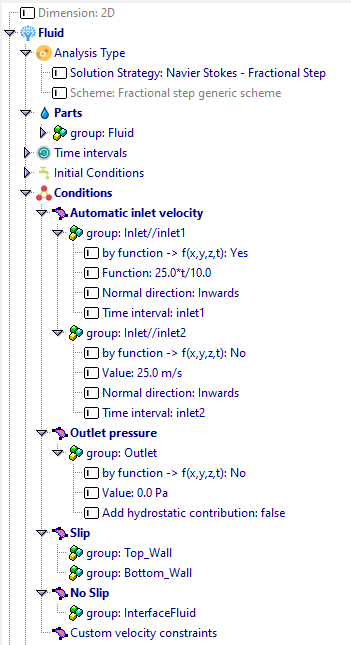 Dimension: 2D
Fluid
Analysis Type
Solution Strategy: Navier Stokes - Fractional Step
Scheme: Fractional step generic scheme
Parts
group: Fluid
Time intervals
Initial Conditions
Conditions
Automatic inlet velocity
group: Inlet//inlet1
by function -> f(x,y,z,t): Yes
Function: 25.0*t/10.0
Normal direction: Inwards
Time interval: inlet1
group: Inlet//inlet2
by function -> f(x,y,z,t): No
Value: 25.0 m/s
Normal direction: Inwards
Time interval: inlet2
Outlet pressure
group: Outlet
by function -> f(x,y,z,t): No
Value: 0.0 Pa
Add hydrostatic contribution: false
Slip
group: Top_Wall
group: Bottom_Wall
No Slip
group: InterfaceFluid
Custom velocity constraints